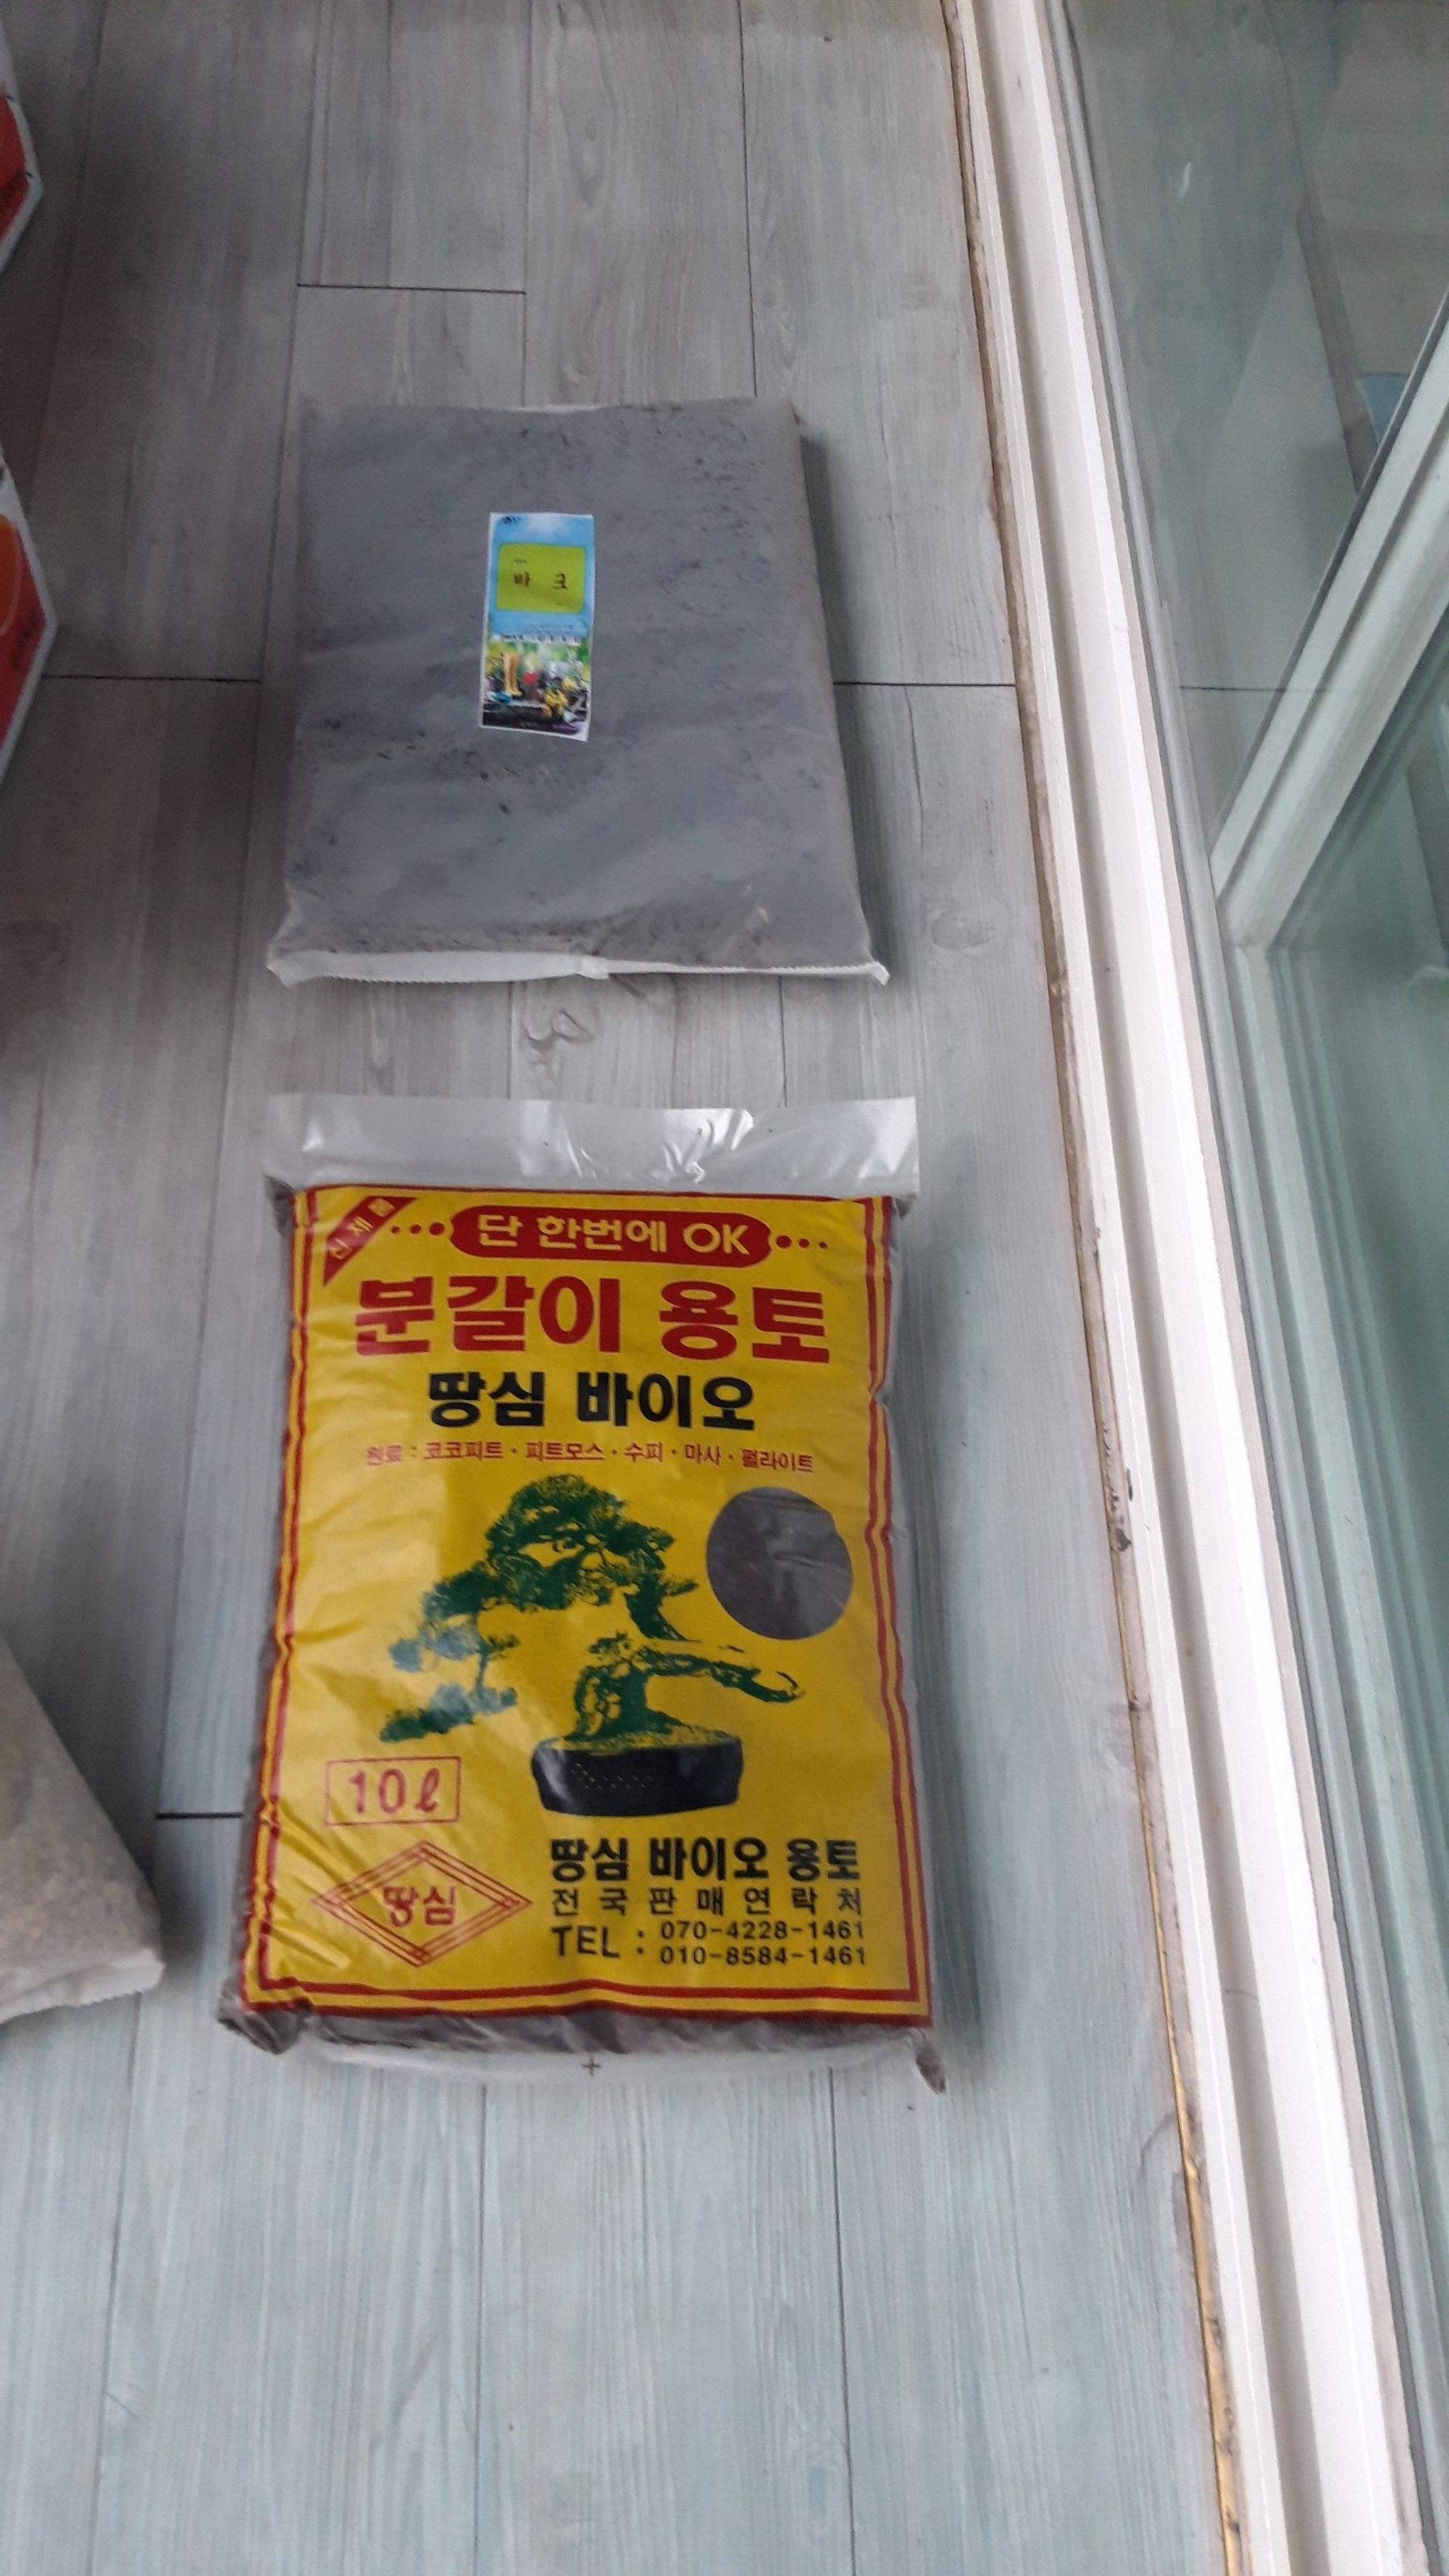 바 크
신제품
단 한번에 OK
분갈이 용토
땅심 바이오
원료 : 코코피트 · 피트모스 · 수피 · 마사 · 펄라이트
10ℓ
땅심
땅심 바이오 용토
전국판매연락처
TEL : 070-4228-1461
010-8584-1461